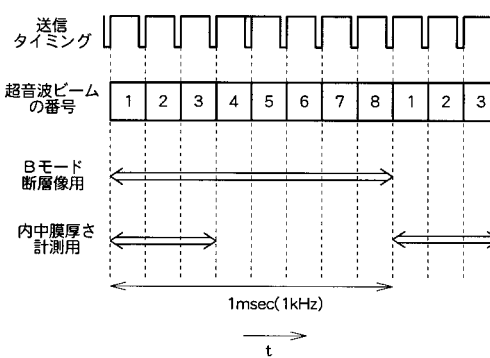 送信
タイミング
超音波ビーム
の番号
1 2 3 4 5 6 7 8 1 2 3
Bモード
断層像用
内中膜厚さ
計測用
1msec(1kHz)
t